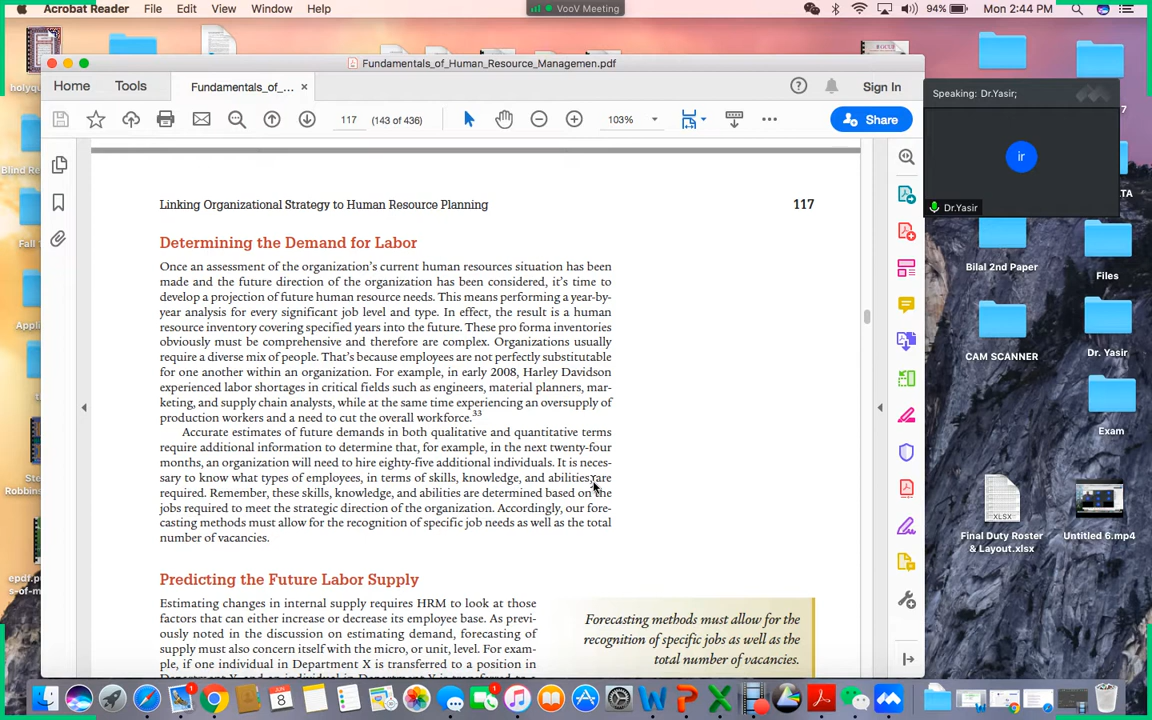 Acrobat Reader File Edit View Window Help
VooV Meeting
94% Mon 2:44 PM
Fundamentals_of_Human_Resource_Managemen.pdf
Home Tools Fundamentals_of_... × Sign In
117 (143 of 436) 103% Share
Speaking: Dr.Yasir;
ir
Dr.Yasir
Linking Organizational Strategy to Human Resource Planning 117
Determining the Demand for Labor
Once an assessment of the organization's current human resources situation has been
made and the future direction of the organization has been considered, it's time to
develop a projection of future human resource needs. This means performing a year-by-
year analysis for every significant job level and type. In effect, the result is a human
resource inventory covering specified years into the future. These pro forma inventories
obviously must be comprehensive and therefore are complex. Organizations usually
require a diverse mix of people. That's because employees are not perfectly substitutable
for one another within an organization. For example, in early 2008, Harley Davidson
experienced labor shortages in critical fields such as engineers, material planners, mar-
keting, and supply chain analysts, while at the same time experiencing an oversupply of
production workers and a need to cut the overall workforce.33
Accurate estimates of future demands in both qualitative and quantitative terms
require additional information to determine that, for example, in the next twenty-four
months, an organization will need to hire eighty-five additional individuals. It is neces-
sary to know what types of employees, in terms of skills, knowledge, and abilities, are
required. Remember, these skills, knowledge, and abilities are determined based on the
jobs required to meet the strategic direction of the organization. Accordingly, our fore-
casting methods must allow for the recognition of specific job needs as well as the total
number of vacancies.
Predicting the Future Labor Supply
Estimating changes in internal supply requires HRM to look at those
factors that can either increase or decrease its employee base. As previ-
ously noted in the discussion on estimating demand, forecasting of
supply must also concern itself with the micro, or unit, level. For exam-
ple, if one individual in Department X is transferred to a position in
Forecasting methods must allow for the
recognition of specific jobs as well as the
total number of vacancies.
holyqu
Blind Re
Fall
Appl
Ste
Robbins
epdf.pu
s-of-m
7
TA
Bilal 2nd Paper
Files
CAM SCANNER
Dr. Yasir
Exam
XLSX
Final Duty Roster
& Layout.xlsx
Untitled 6.mp4
JUN
8
1
1